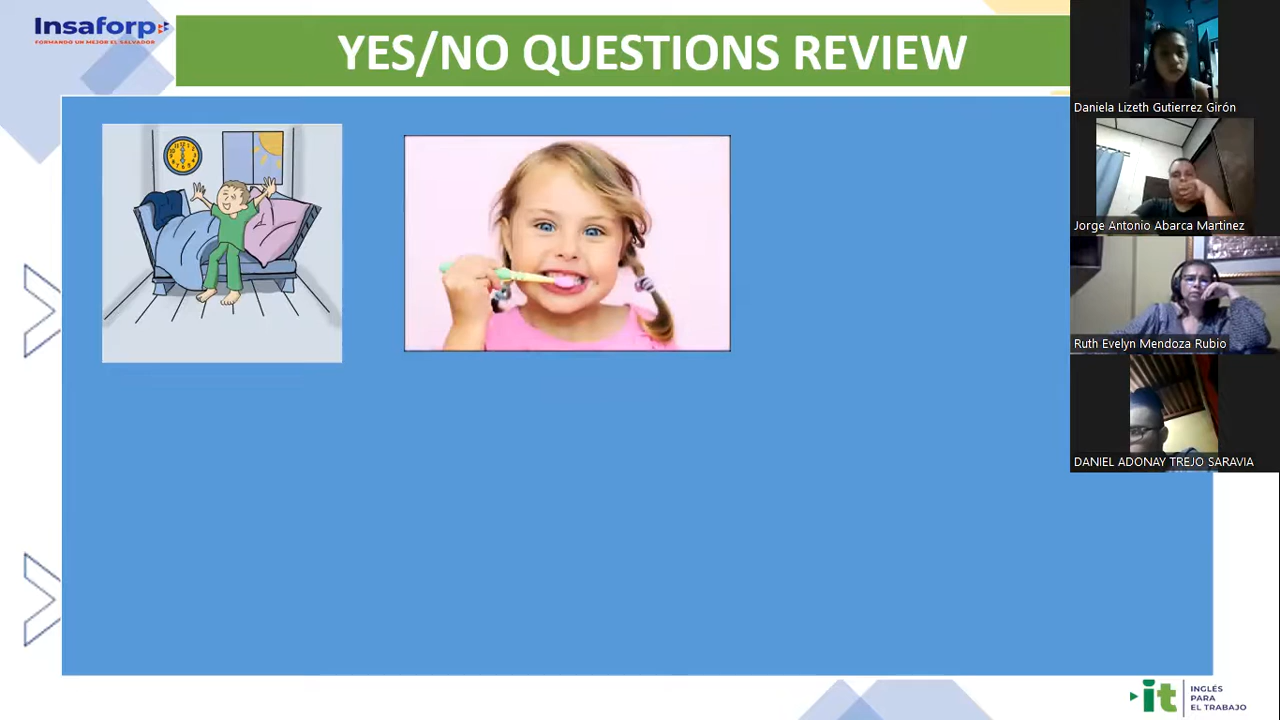 Insaforp
FORMANDO UN MEJOR EL SALVADOR
YES/NO QUESTIONS REVIEW
Daniela Lizeth Gutierrez Girón
Jorge Antonio Abarca Martinez
Ruth Evelyn Mendoza Rubio
DANIEL ADONAY TREJO SARAVIA
it
INGLÉS
PARA
EL TRABAJO